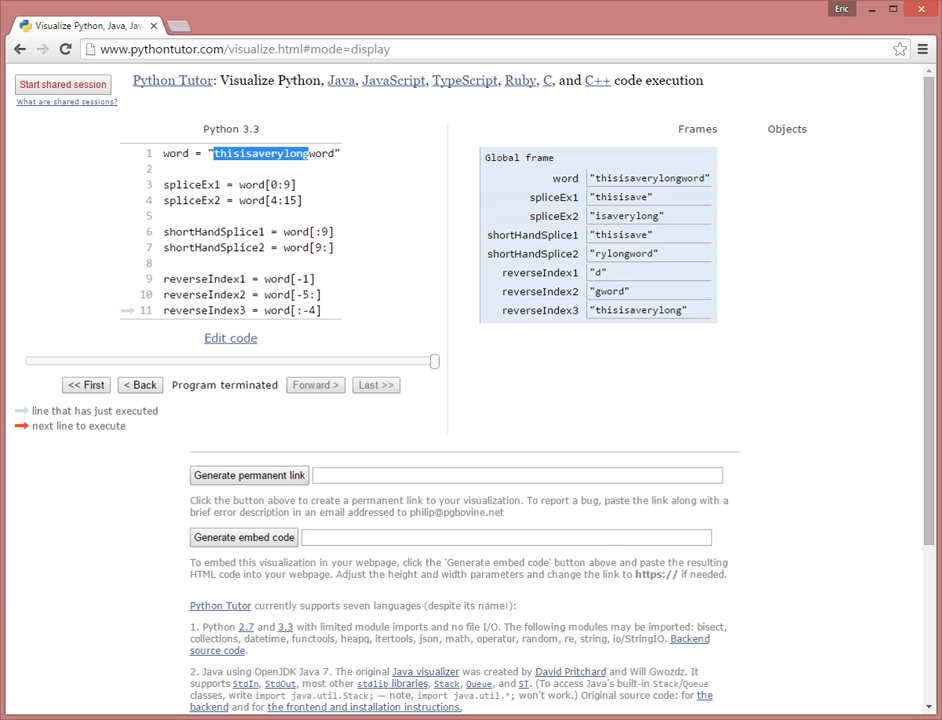 Eric
Visualize Python, Java, Java
www.pythontutor.com/visualize.html#mode=display
Start shared session
What are shared sessions?
Python Tutor: Visualize Python, Java, JavaScript, TypeScript, Ruby, C, and C++ code execution
Python 3.3
1 word = "thisisaverylongword"
2
3 spliceEx1 = word[0:9]
4 spliceEx2 = word[4:15]
5
6 shortHandSplice1 = word[:9]
7 shortHandSplice2 = word[9:]
8
9 reverseIndex1 = word[-1]
10 reverseIndex2 = word[-5:]
11 reverseIndex3 = word[:-4]
Edit code
<< First < Back Program terminated Forward > Last >>
line that has just executed
next line to execute
Frames Objects
Global frame
word "thisisaverylongword"
spliceEx1 "thisisave"
spliceEx2 "isaverylong"
shortHandSplice1 "thisisave"
shortHandSplice2 "rylongword"
reverseIndex1 "d"
reverseIndex2 "gword"
reverseIndex3 "thisisaverylong"
Generate permanent link
Click the button above to create a permanent link to your visualization. To report a bug, paste the link along with a
brief error description in an email addressed to philip@pgbovine.net
Generate embed code
To embed this visualization in your webpage, click the 'Generate embed code' button above and paste the resulting
HTML code into your webpage. Adjust the height and width parameters and change the link to https:// if needed.
Python Tutor currently supports seven languages (despite its name!):
1. Python 2.7 and 3.3 with limited module imports and no file I/O. The following modules may be imported: bisect,
collections, datetime, functools, heapq, itertools, json, math, operator, random, re, string, io/StringIO. Backend
source code.
2. Java using OpenJDK Java 7. The original Java visualizer was created by David Pritchard and Will Gwozdz. It
supports StdIn, StdOut, most other stdlib libraries, Stack, Queue, and ST. (To access Java's built-in Stack/Queue
classes, write import java.util.Stack; — note, import java.util.*; won't work.) Original source code: for the
backend and for the frontend and installation instructions.